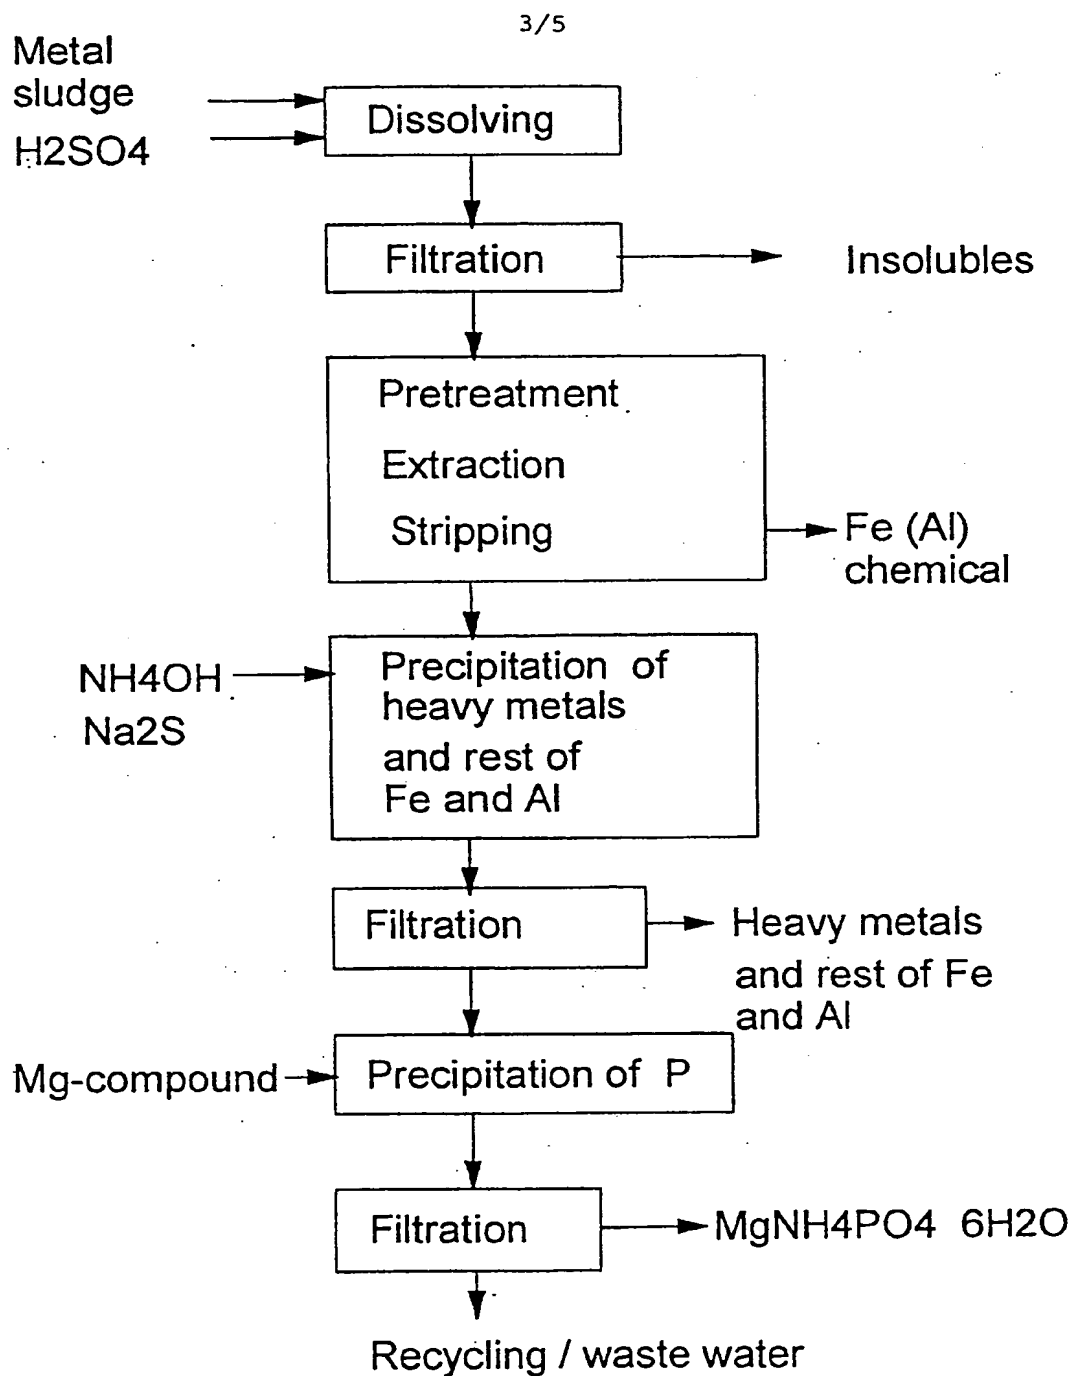 3/5
Metal
sludge
H2SO4
Dissolving
Filtration
Insolubles
Pretreatment
Extraction
Stripping
Fe (Al)
chemical
NH4OH
Na2S
Precipitation of
heavy metals
and rest of
Fe and Al
Filtration
Heavy metals
and rest of Fe
and Al
Mg-compound
Precipitation of P
Filtration
MgNH4PO4 6H2O
Recycling / waste water